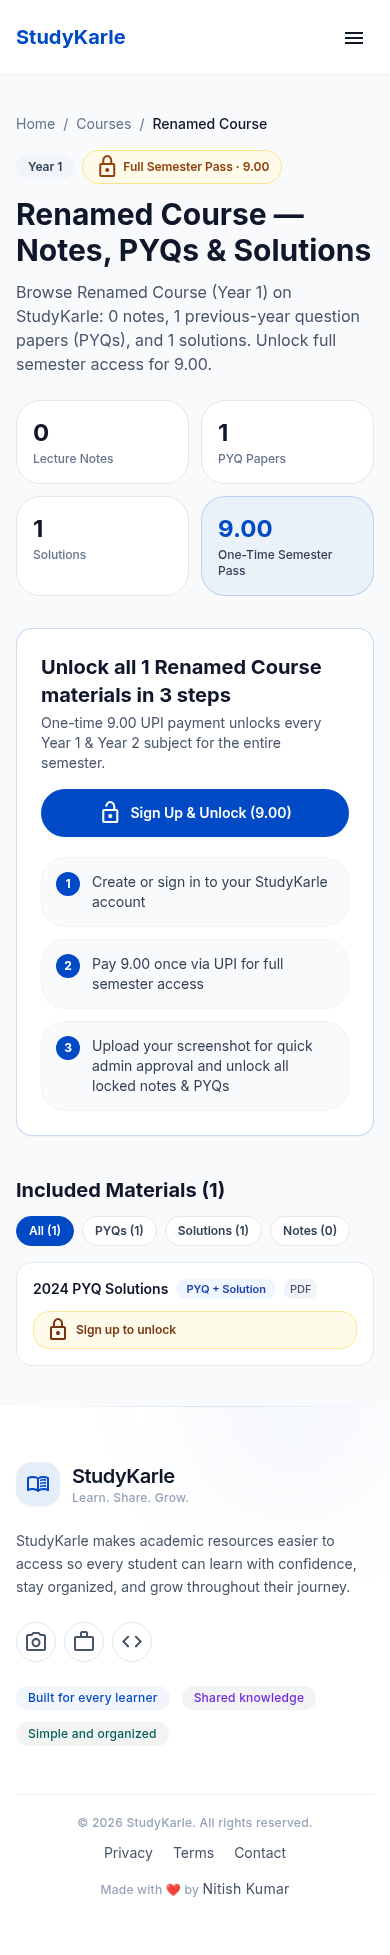 StudyKarle
Home / Courses / Renamed Course
Year 1
Full Semester Pass · 9.00
Renamed Course —
Notes, PYQs & Solutions
Browse Renamed Course (Year 1) on
StudyKarle: 0 notes, 1 previous-year question
papers (PYQs), and 1 solutions. Unlock full
semester access for 9.00.
0
Lecture Notes
1
PYQ Papers
1
Solutions
9.00
One-Time Semester
Pass
Unlock all 1 Renamed Course
materials in 3 steps
One-time 9.00 UPI payment unlocks every
Year 1 & Year 2 subject for the entire
semester.
Sign Up & Unlock (9.00)
1
Create or sign in to your StudyKarle
account
2
Pay 9.00 once via UPI for full
semester access
3
Upload your screenshot for quick
admin approval and unlock all
locked notes & PYQs
Included Materials (1)
All (1)
PYQs (1)
Solutions (1)
Notes (0)
2024 PYQ Solutions
PYQ + Solution
PDF
Sign up to unlock
StudyKarle
Learn. Share. Grow.
StudyKarle makes academic resources easier to
access so every student can learn with confidence,
stay organized, and grow throughout their journey.
Built for every learner
Shared knowledge
Simple and organized
© 2026 StudyKarle. All rights reserved.
Privacy Terms Contact
Made with ❤️ by Nitish Kumar